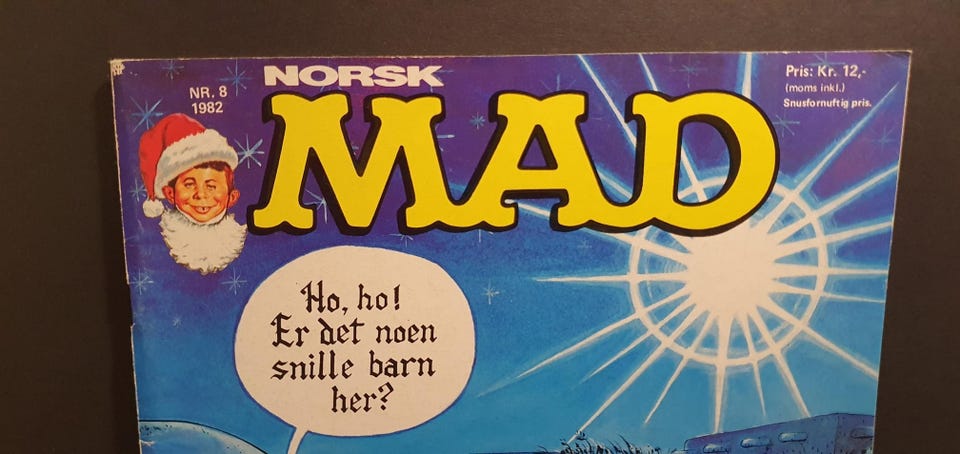 NORSK
MAD
NR. 8
1982
Pris: Kr. 12,-
(moms inkl.)
Snusfornuftig pris.
Ho, ho!
Er det noen
snille barn
her?